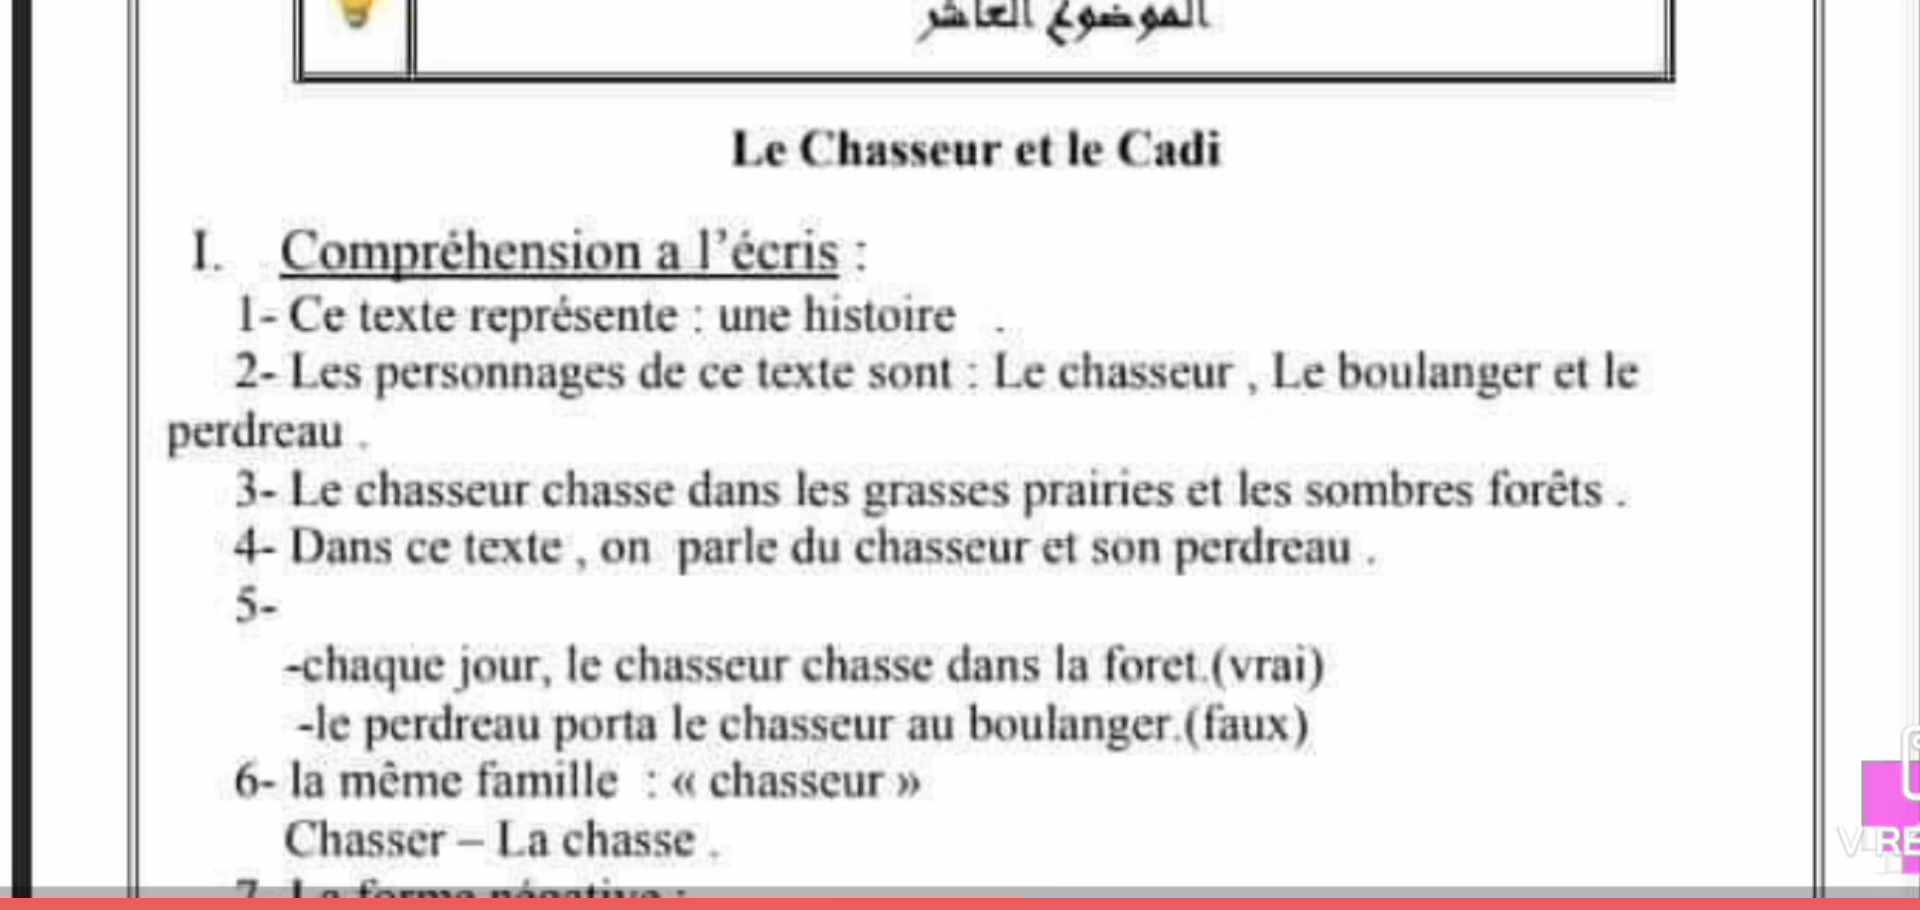 الموضوع العاشر
Le Chasseur et le Cadi
I. Compréhension a l’écris :
1- Ce texte représente : une histoire .
2- Les personnages de ce texte sont : Le chasseur , Le boulanger et le
perdreau .
3- Le chasseur chasse dans les grasses prairies et les sombres forêts .
4- Dans ce texte , on parle du chasseur et son perdreau .
5-
-chaque jour, le chasseur chasse dans la foret.(vrai)
-le perdreau porta le chasseur au boulanger.(faux)
6- la même famille : « chasseur »
Chasser – La chasse .
7- La forme négative :